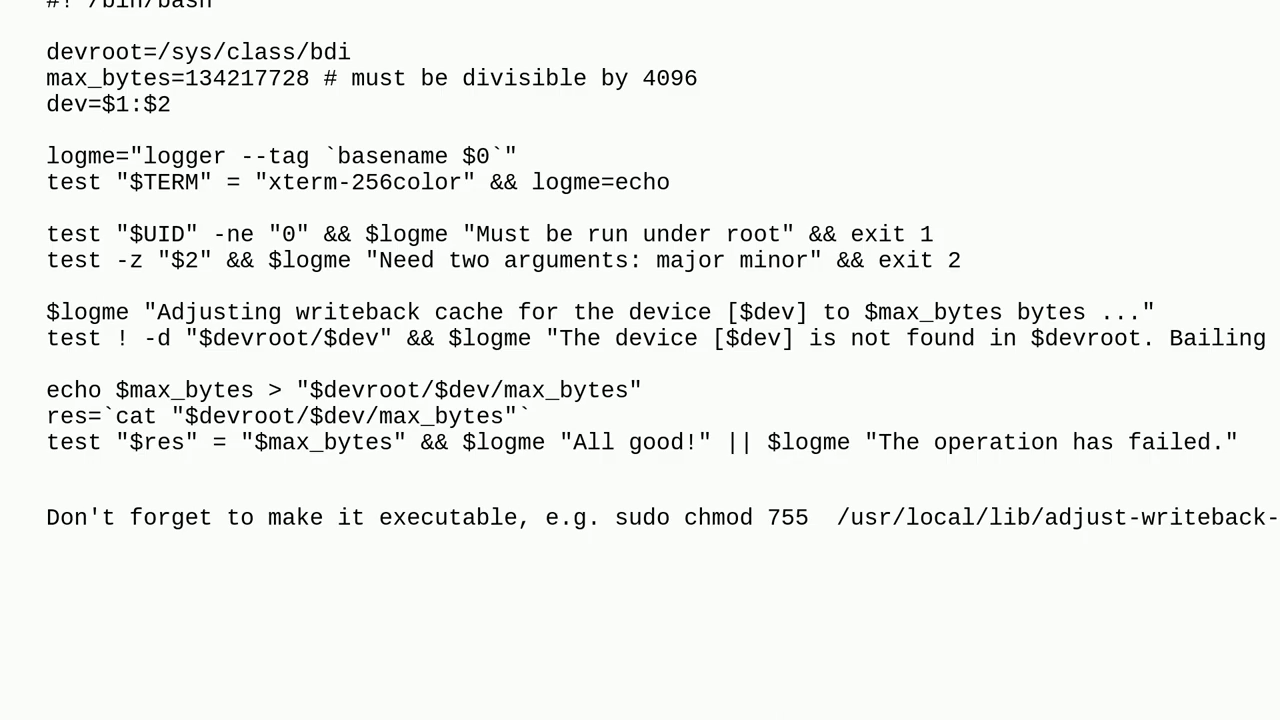 #! /bin/bash
devroot=/sys/class/bdi
max_bytes=134217728 # must be divisible by 4096
dev=$1:$2
logme="logger --tag `basename $0`"
test "$TERM" = "xterm-256color" && logme=echo
test "$UID" -ne "0" && $logme "Must be run under root" && exit 1
test -z "$2" && $logme "Need two arguments: major minor" && exit 2
$logme "Adjusting writeback cache for the device [$dev] to $max_bytes bytes ..."
test ! -d "$devroot/$dev" && $logme "The device [$dev] is not found in $devroot. Bailing
echo $max_bytes > "$devroot/$dev/max_bytes"
res=`cat "$devroot/$dev/max_bytes"`
test "$res" = "$max_bytes" && $logme "All good!" || $logme "The operation has failed."
Don't forget to make it executable, e.g. sudo chmod 755  /usr/local/lib/adjust-writeback-